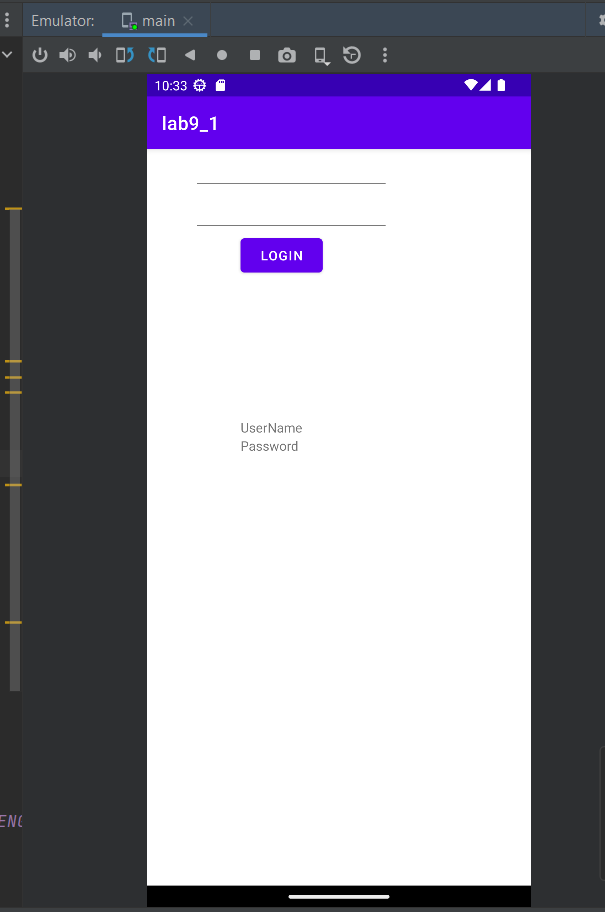 Emulator: main
10:33
lab9_1
LOGIN
UserName
Password
ENC